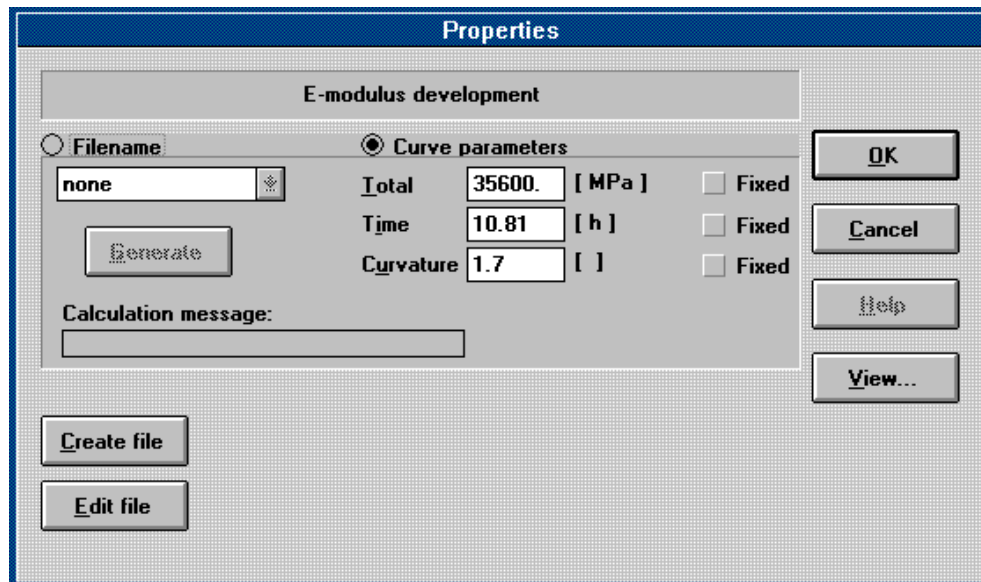 Properties
E-modulus development
Filename
Curve parameters
none
Total 35600. [ MPa ] Fixed
Time 10.81 [ h ] Fixed
Curvature 1.7 [ ] Fixed
Generate
Calculation message:
OK
Cancel
Help
View...
Create file
Edit file